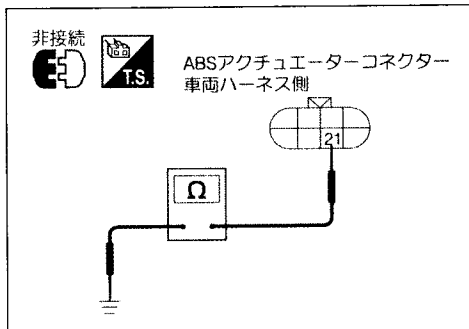 非接続
T.S.
ABSアクチュエーターコネクター
車両ハーネス側
21
Ω